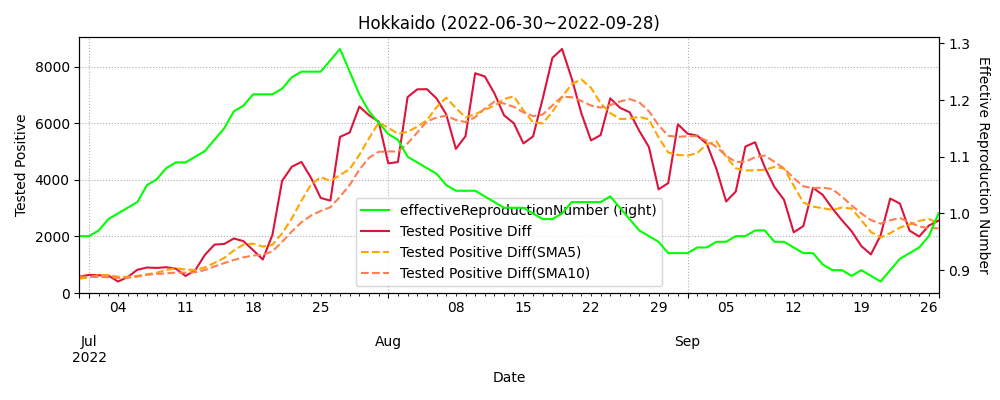 Hokkaido (2022-06-30~2022-09-28)
Tested Positive
8000
6000
4000
2000
0
1.3
1.2
1.1
1.0
0.9
Effective Reproduction Number
effectiveReproductionNumber (right)
Tested Positive Diff
Tested Positive Diff(SMA5)
Tested Positive Diff(SMA10)
04 11 18 25 08 15 22 29 05 12 19 26
Jul Aug Sep
2022
Date